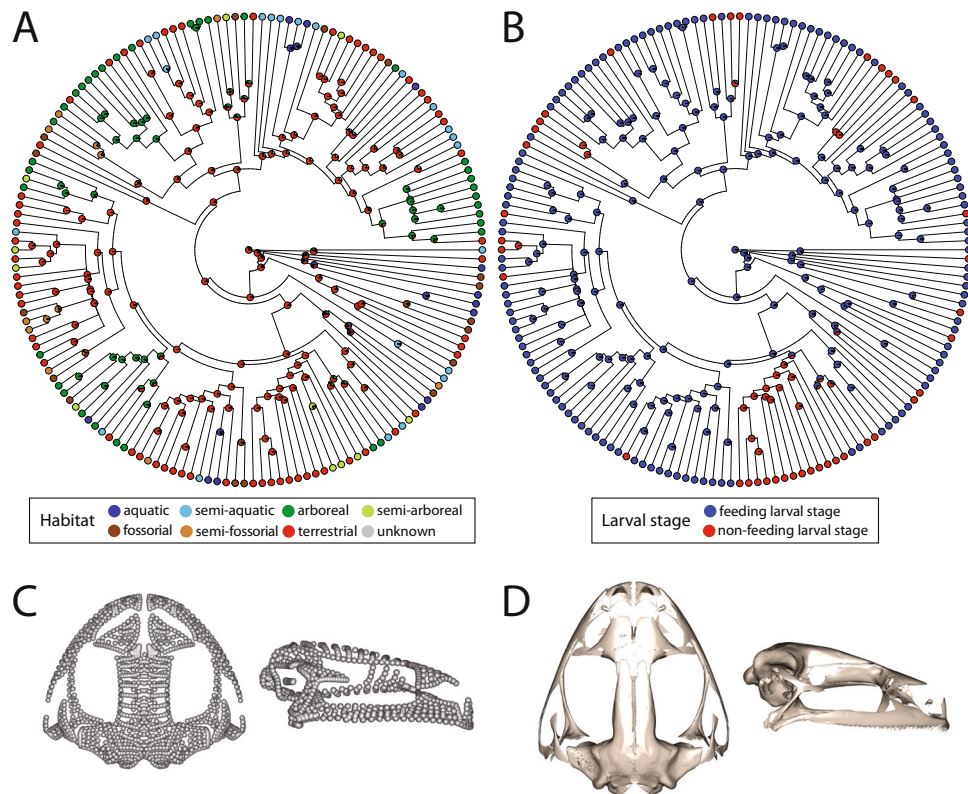 A
B
Habitat
aquatic
semi-aquatic
arboreal
semi-arboreal
fossorial
semi-fossorial
terrestrial
unknown
Larval stage
feeding larval stage
non-feeding larval stage
C
D